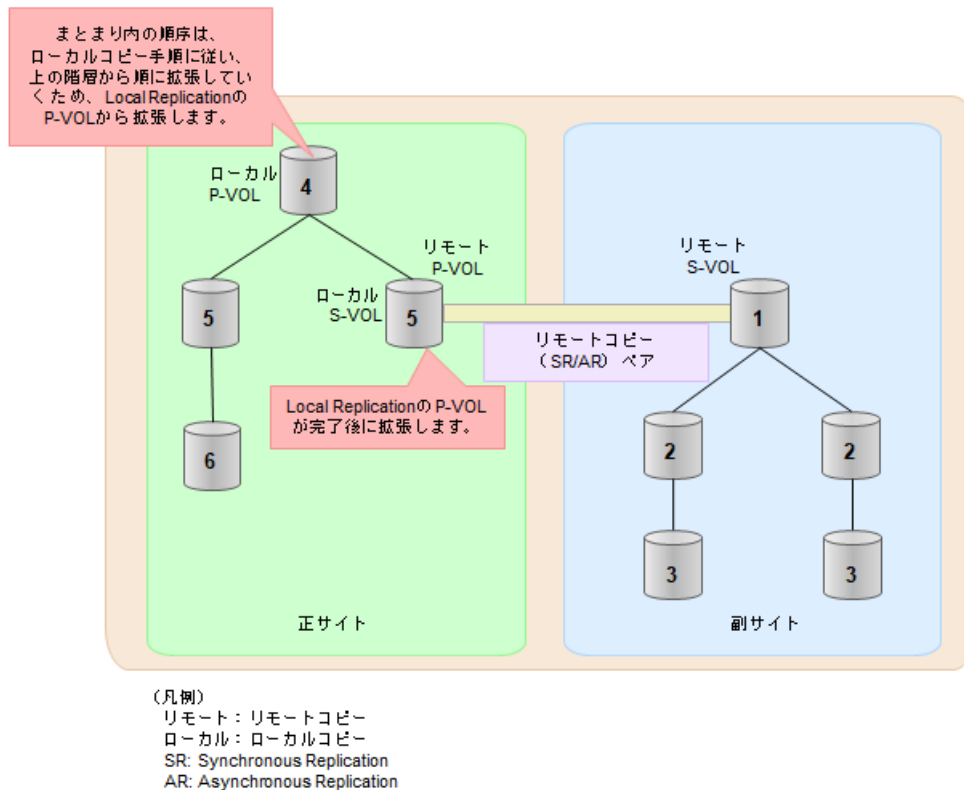 まとまり内の順序は、
ローカルコピー手順に従い、
上の階層から順に拡張してい
くため、Local Replicationの
P-VOLから拡張します。
ローカル
P-VOL
4
リモート
P-VOL
リモート
S-VOL
5
ローカル
S-VOL
5
1
リモートコピー
（SR/AR）ペア
Local ReplicationのP-VOL
が完了後に拡張します。
6
2
2
3
3
正サイト
副サイト
（凡例）
リモート：リモートコピー
ローカル：ローカルコピー
SR: Synchronous Replication
AR: Asynchronous Replication